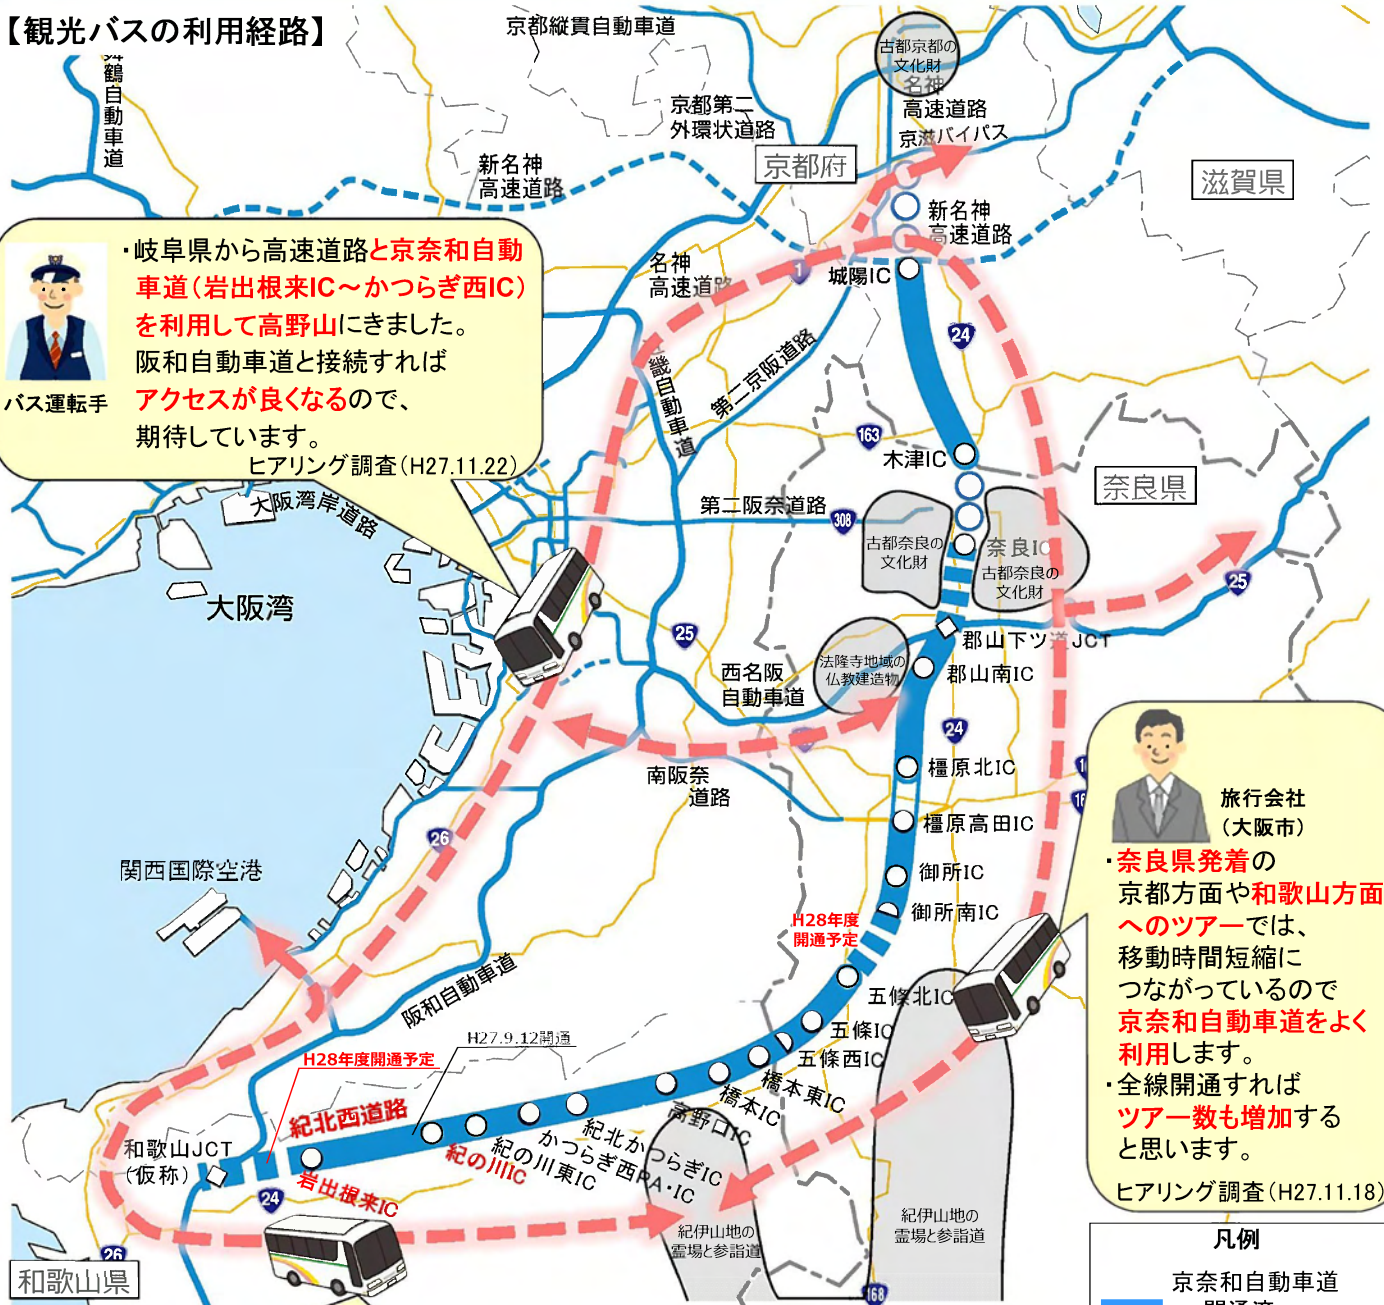 【観光バスの利用経路】
京都縦貫自動車道
鶴自動車道
古都京都の
文化財
名神
高速道路
京都第二
外環状道路
京滋バイパス
京都府
滋賀県
新名神
高速道路
新名神
高速道路
・岐阜県から高速道路と京奈和自動
車道(岩出根来IC～かつらぎ西IC)
を利用して高野山にきました。
阪和自動車道と接続すれば
アクセスが良くなるので、
期待しています。
ヒアリング調査(H27.11.22)
バス運転手
名神
高速道路
1
城陽IC
24
畿自動車道
第二京阪道路
163
木津IC
奈良県
大阪湾岸道路
第二阪奈道路
308
古都奈良の
文化財
奈良IC
古都奈良の
文化財
25
大阪湾
25
郡山下ツ道JCT
法隆寺地域の
仏教建造物
西名阪
自動車道
郡山南IC
24
南阪奈
道路
橿原北IC
橿原高田IC
26
関西国際空港
御所IC
御所南IC
H28年度
開通予定
旅行会社
(大阪市)
・奈良県発着の
京都方面や和歌山方面
へのツアーでは、
移動時間短縮に
つながっているので
京奈和自動車道をよく
利用します。
・全線開通すれば
ツアー数も増加する
と思います。
ヒアリング調査(H27.11.18)
阪和自動車道
五條北IC
五條IC
五條西IC
橋本東IC
橋本IC
高野口IC
紀北かつらぎIC
かつらぎ西PA・IC
紀の川東IC
紀の川IC
岩出根来IC
H27.9.12開通
H28年度開通予定
紀北西道路
和歌山JCT
(仮称)
24
26
和歌山県
紀伊山地の
霊場と参詣道
紀伊山地の
霊場と参詣道
168
凡例
京奈和自動車道